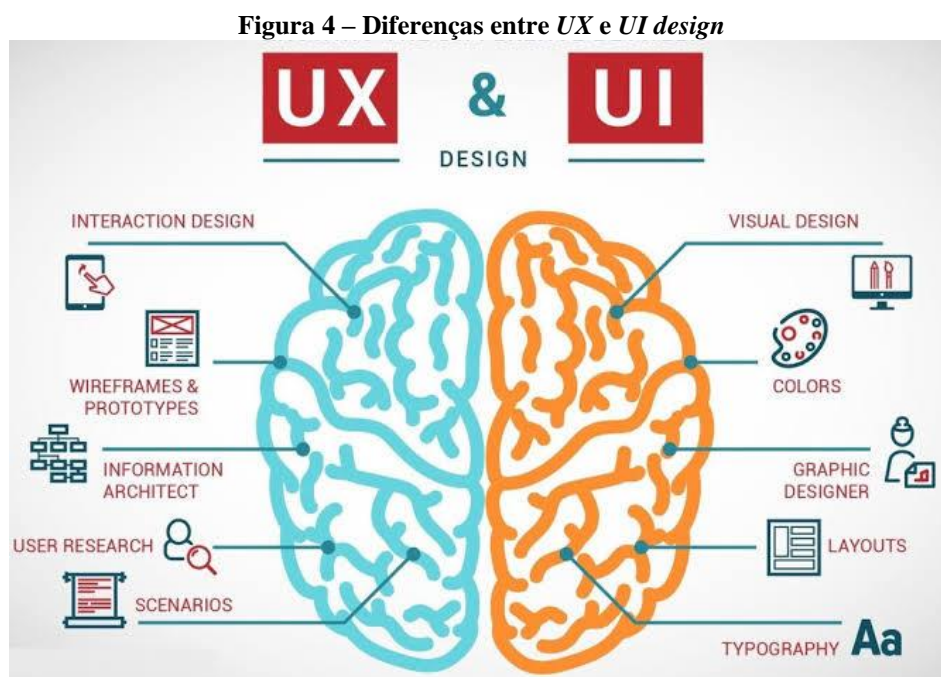 Figura 4 – Diferenças entre UX e UI design
UX & UI
DESIGN
INTERACTION DESIGN
WIREFRAMES &
PROTOTYPES
INFORMATION
ARCHITECT
USER RESEARCH
SCENARIOS
VISUAL DESIGN
COLORS
GRAPHIC
DESIGNER
LAYOUTS
TYPOGRAPHY Aa